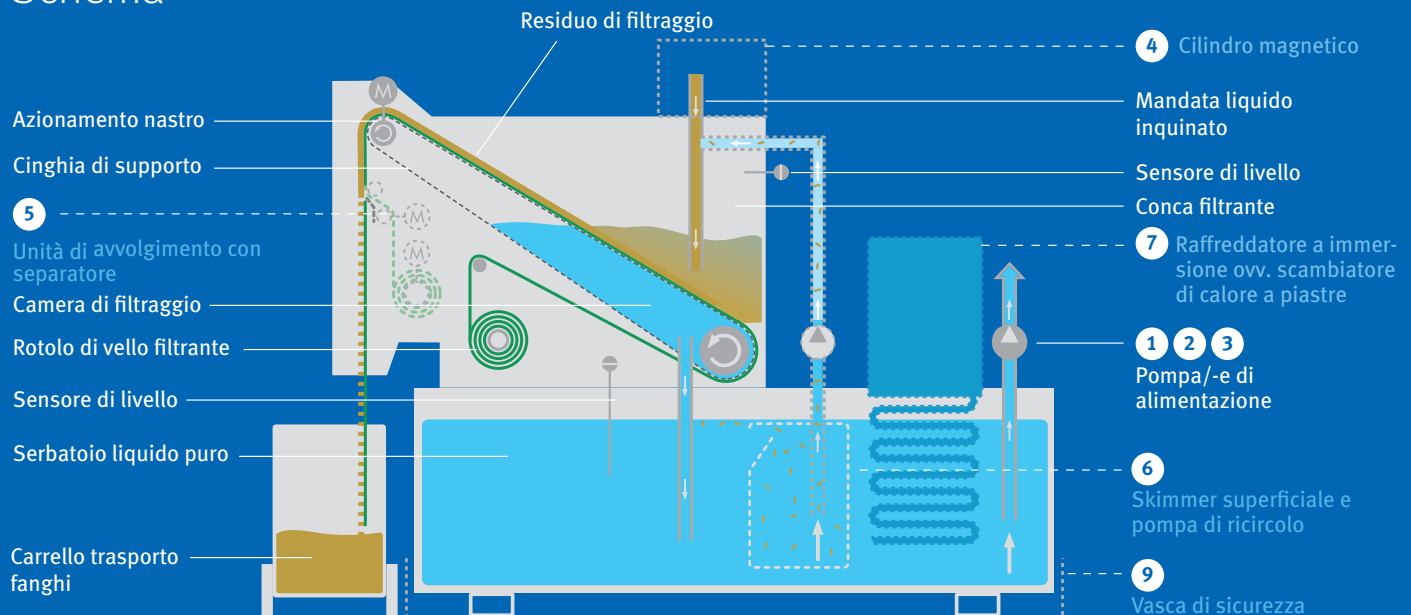 Schema
Residuo di filtraggio
Azionamento nastro
Cinghia di supporto
5
Unità di avvolgimento con
separatore
Camera di filtraggio
Rotolo di vello filtrante
Sensore di livello
Serbatoio liquido puro
Carrello trasporto
fanghi
M
M
M
4 Cilindro magnetico
Mandata liquido
inquinato
Sensore di livello
Conca filtrante
7 Raffreddatore a immer-
sione ovv. scambiatore
di calore a piastre
1 2 3
Pompa/-e di
alimentazione
6
Skimmer superficiale e
pompa di ricircolo
9
Vasca di sicurezza